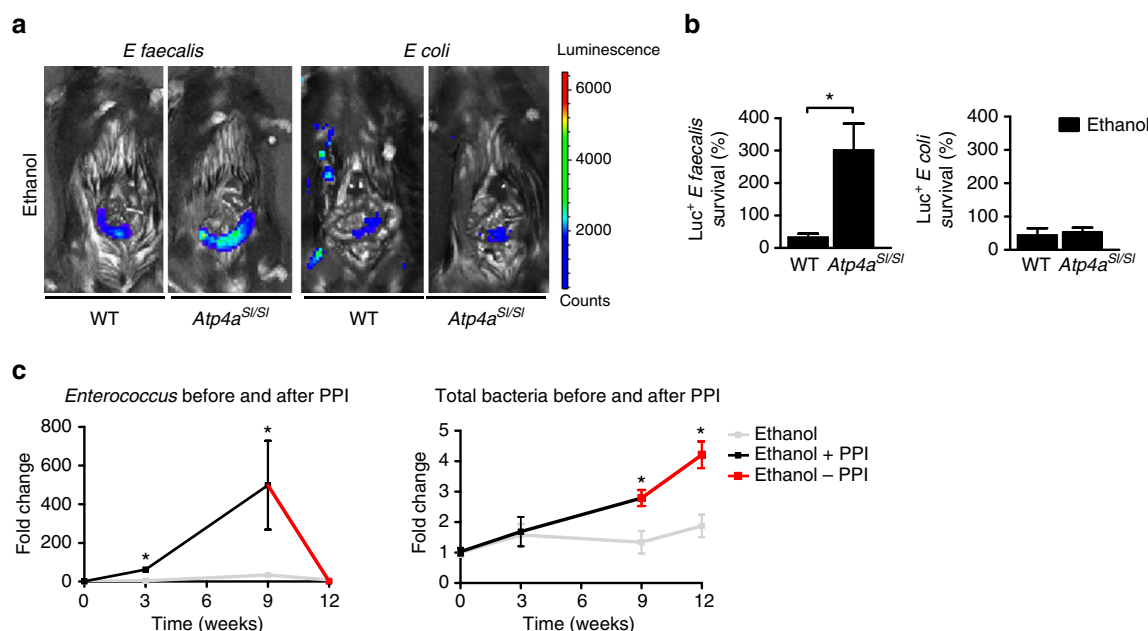 a
E faecalis
E coli
Luminescence
6000
4000
2000
Counts
Ethanol
WT
Atp4aSl/Sl
WT
Atp4aSl/Sl
b
Luc+ E faecalis
survival (%)
400
300
200
100
0
*
WT
Atp4aSl/Sl
Luc+ E coli
survival (%)
400
300
200
100
0
Ethanol
WT
Atp4aSl/Sl
c
Enterococcus before and after PPI
Fold change
800
600
400
200
0
*
*
0 3 6 9 12
Time (weeks)
Total bacteria before and after PPI
Fold change
5
4
3
2
1
0
*
*
0 3 6 9 12
Time (weeks)
Ethanol
Ethanol + PPI
Ethanol – PPI